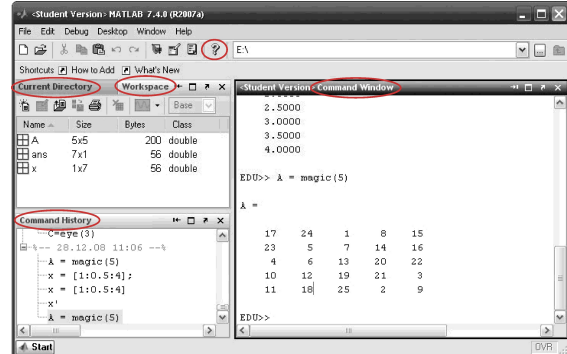 <Student Version> MATLAB 7.4.0 (R2007a)
File Edit Debug Desktop Window Help
E:\
Shortcuts How to Add What's New
Current Directory Workspace
Base
Name Size Bytes Class
A 5x5 200 double
ans 7x1 56 double
x 1x7 56 double
Command History
C=eye(3)
%-- 28.12.08 11:06 --%
A = magic(5)
x = [1:0.5:4];
x = [1:0.5:4]
x'
A = magic(5)
<Student Version> Command Window
2.5000
3.0000
3.5000
4.0000
EDU>> A = magic(5)
A =
17 24 1 8 15
23 5 7 14 16
4 6 13 20 22
10 12 19 21 3
11 18 25 2 9
EDU>>
Start
OVR